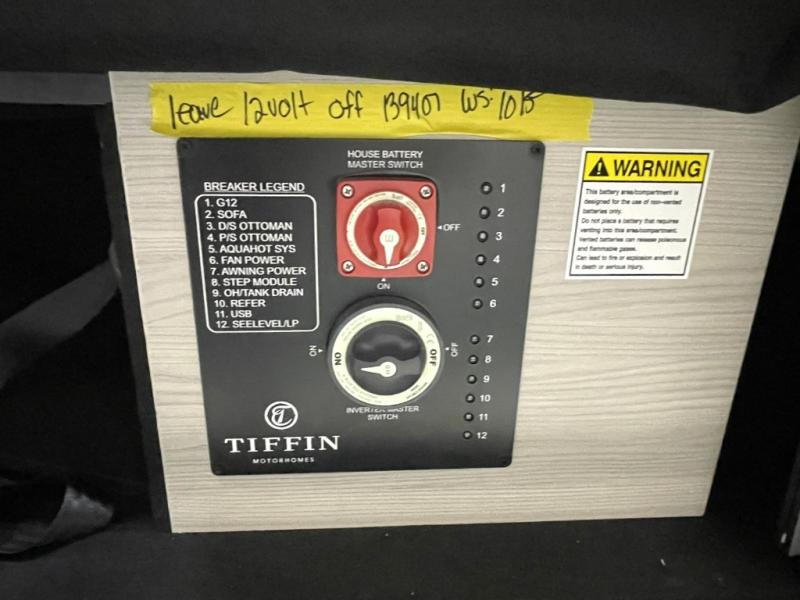 leave 12volt off 139407 WS:1015
HOUSE BATTERY
MASTER SWITCH
BREAKER LEGEND
1. G12
2. SOFA
3. D/S OTTOMAN
4. P/S OTTOMAN
5. AQUAHOT SYS
6. FAN POWER
7. AWNING POWER
8. STEP MODULE
9. OH/TANK DRAIN
10. REFER
11. USB
12. SEELEVEL/LP
OFF
ON
ON
OFF
ON
OFF
INVERTER MASTER
SWITCH
1
2
3
4
5
6
7
8
9
10
11
12
TIFFIN
MOTORHOMES
WARNING
This battery area/compartment is
designed for the use of non-vented
batteries only.
Do not place a battery that requires
venting into this area/compartment.
Vented batteries can release poisonous
and flammable gases.
Can lead to fire or explosion and result
in death or serious injury.